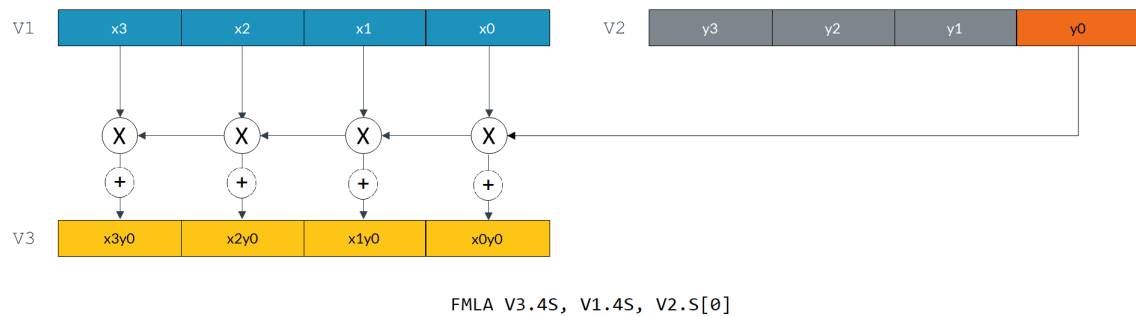 V1 x3 x2 x1 x0 V2 y3 y2 y1 y0
X X X X
+ + + +
V3 x3y0 x2y0 x1y0 x0y0
FMLA V3.4S, V1.4S, V2.S[0]